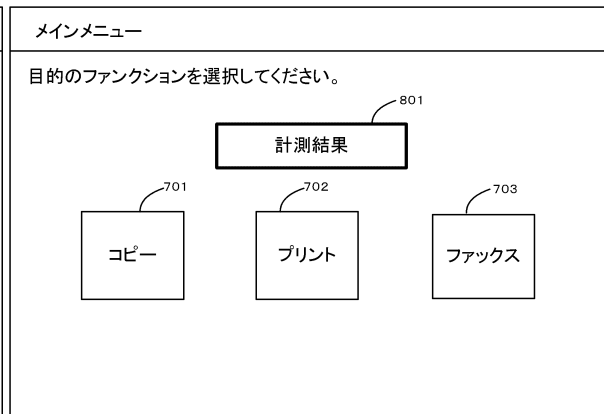 メインメニュー
目的のファンクションを選択してください。
801
計測結果
701
702
703
コピー
プリント
ファックス